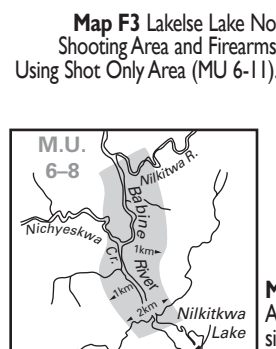 Map F3 Lakelse Lake No
Shooting Area and Firearms
Using Shot Only Area (MU 6-11).
M.U.
6–8
Nilkitwa R.
Babine
River
Nichyeskwa
Cr.
1km
1km
2km
Nilkitkwa
Lake
M
A
si